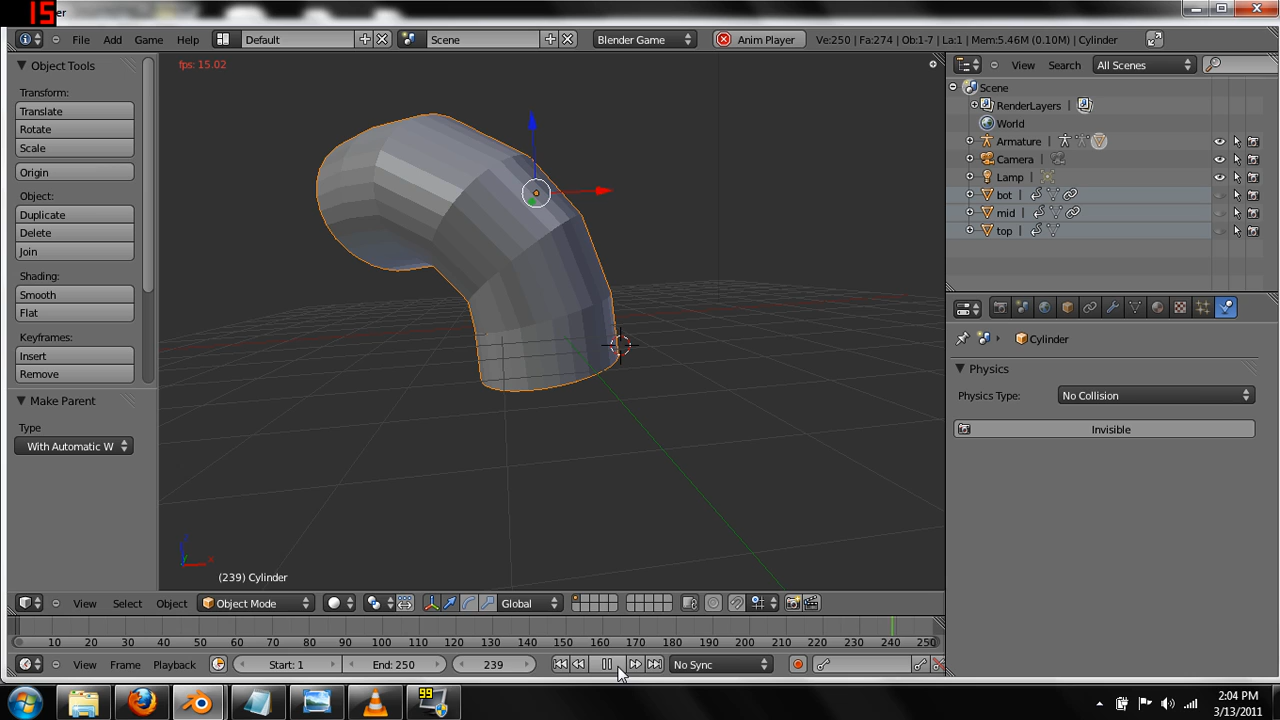 15
er
File Add Game Help Default Scene Blender Game Anim Player Ve:250 | Fa:274 | Ob:1-7 | La:1 | Mem:5.46M (0.10M) | Cylinder
Object Tools
Transform:
Translate
Rotate
Scale
Origin
Object:
Duplicate
Delete
Join
Shading:
Smooth
Flat
Keyframes:
Insert
Remove
Make Parent
Type
With Automatic W
fps: 15.02
(239) Cylinder
View Search All Scenes
Scene
RenderLayers |
World
Armature |
Camera |
Lamp |
bot |
mid |
top |
Cylinder
Physics
Physics Type: No Collision
Invisible
View Select Object Object Mode Global
10 20 30 40 50 60 70 80 90 100 110 120 130 140 150 160 170 180 190 200 210 220 230 240 250
View Frame Playback Start: 1 End: 250 239 No Sync
99
2:04 PM
3/13/2011